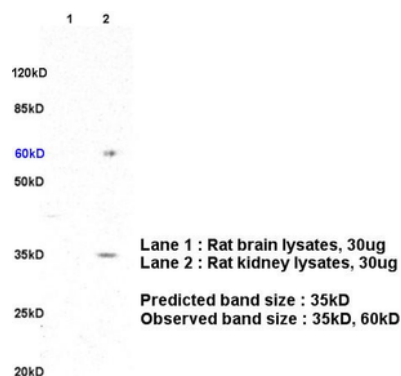 1 2
120kD
85kD
60kD
50kD
35kD
25kD
20kD
Lane 1 : Rat brain lysates, 30ug
Lane 2 : Rat kidney lysates, 30ug
Predicted band size : 35kD
Observed band size : 35kD, 60kD